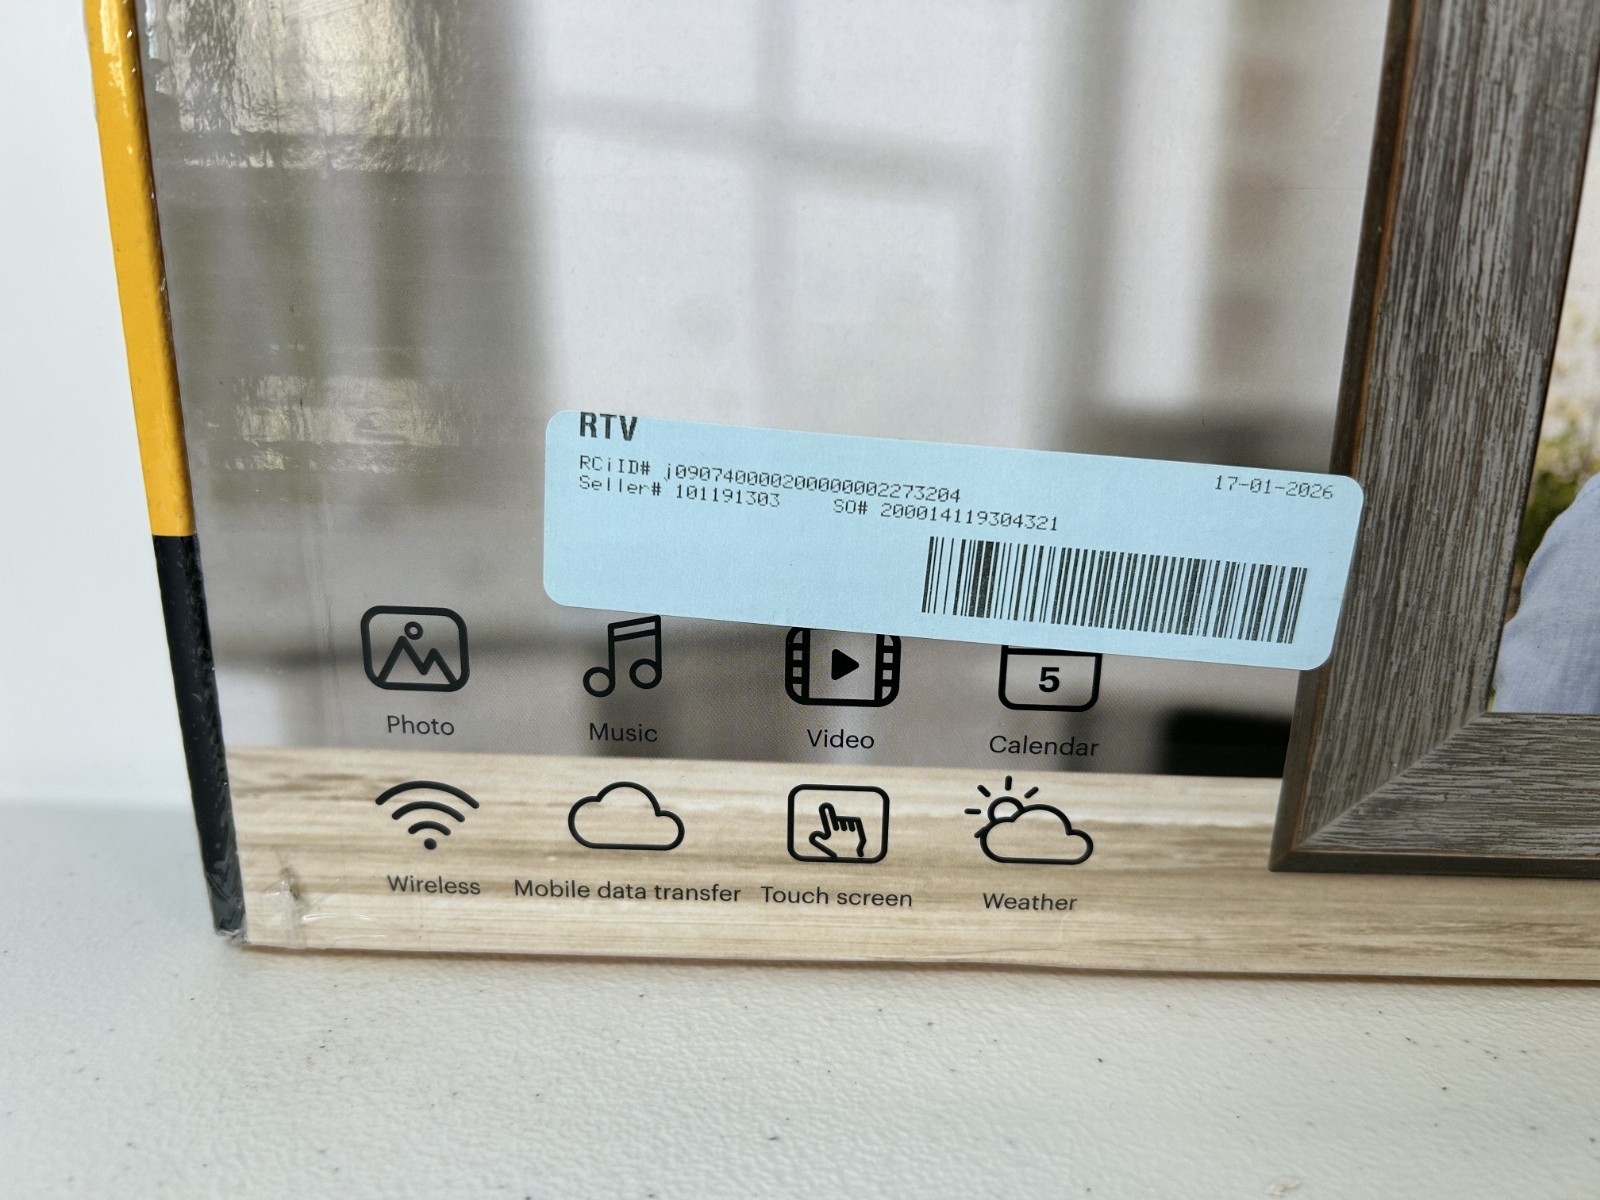 RTV
17-01-2026
RCiID# j09074000020000000002273204
Seller# 101191303 SO# 200014119304321
Photo Music Video Calendar
5
Wireless Mobile data transfer Touch screen Weather